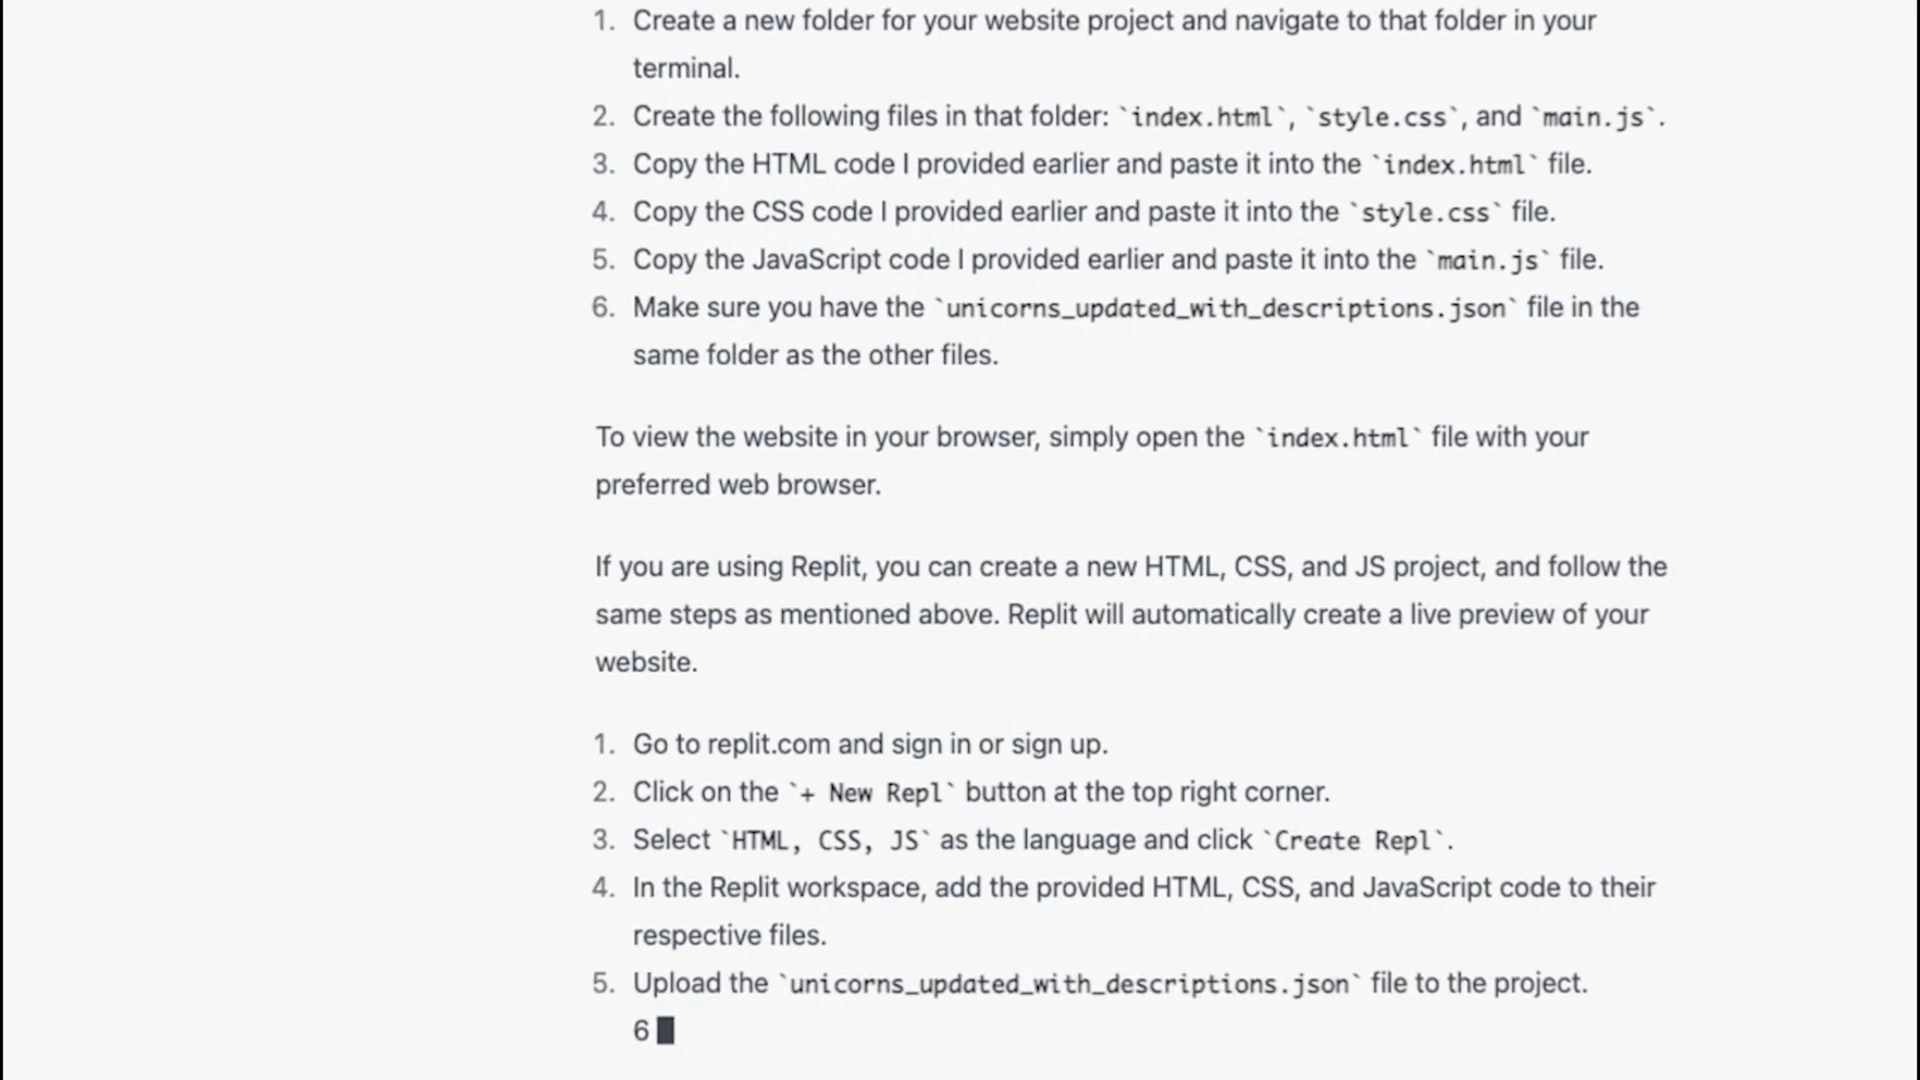 1. Create a new folder for your website project and navigate to that folder in your
terminal.
2. Create the following files in that folder: `index.html`, `style.css`, and `main.js`.
3. Copy the HTML code I provided earlier and paste it into the `index.html` file.
4. Copy the CSS code I provided earlier and paste it into the `style.css` file.
5. Copy the JavaScript code I provided earlier and paste it into the `main.js` file.
6. Make sure you have the `unicorns_updated_with_descriptions.json` file in the
same folder as the other files.
To view the website in your browser, simply open the `index.html` file with your
preferred web browser.
If you are using Replit, you can create a new HTML, CSS, and JS project, and follow the
same steps as mentioned above. Replit will automatically create a live preview of your
website.
1. Go to replit.com and sign in or sign up.
2. Click on the `+ New Repl` button at the top right corner.
3. Select `HTML, CSS, JS` as the language and click `Create Repl`.
4. In the Replit workspace, add the provided HTML, CSS, and JavaScript code to their
respective files.
5. Upload the `unicorns_updated_with_descriptions.json` file to the project.
6